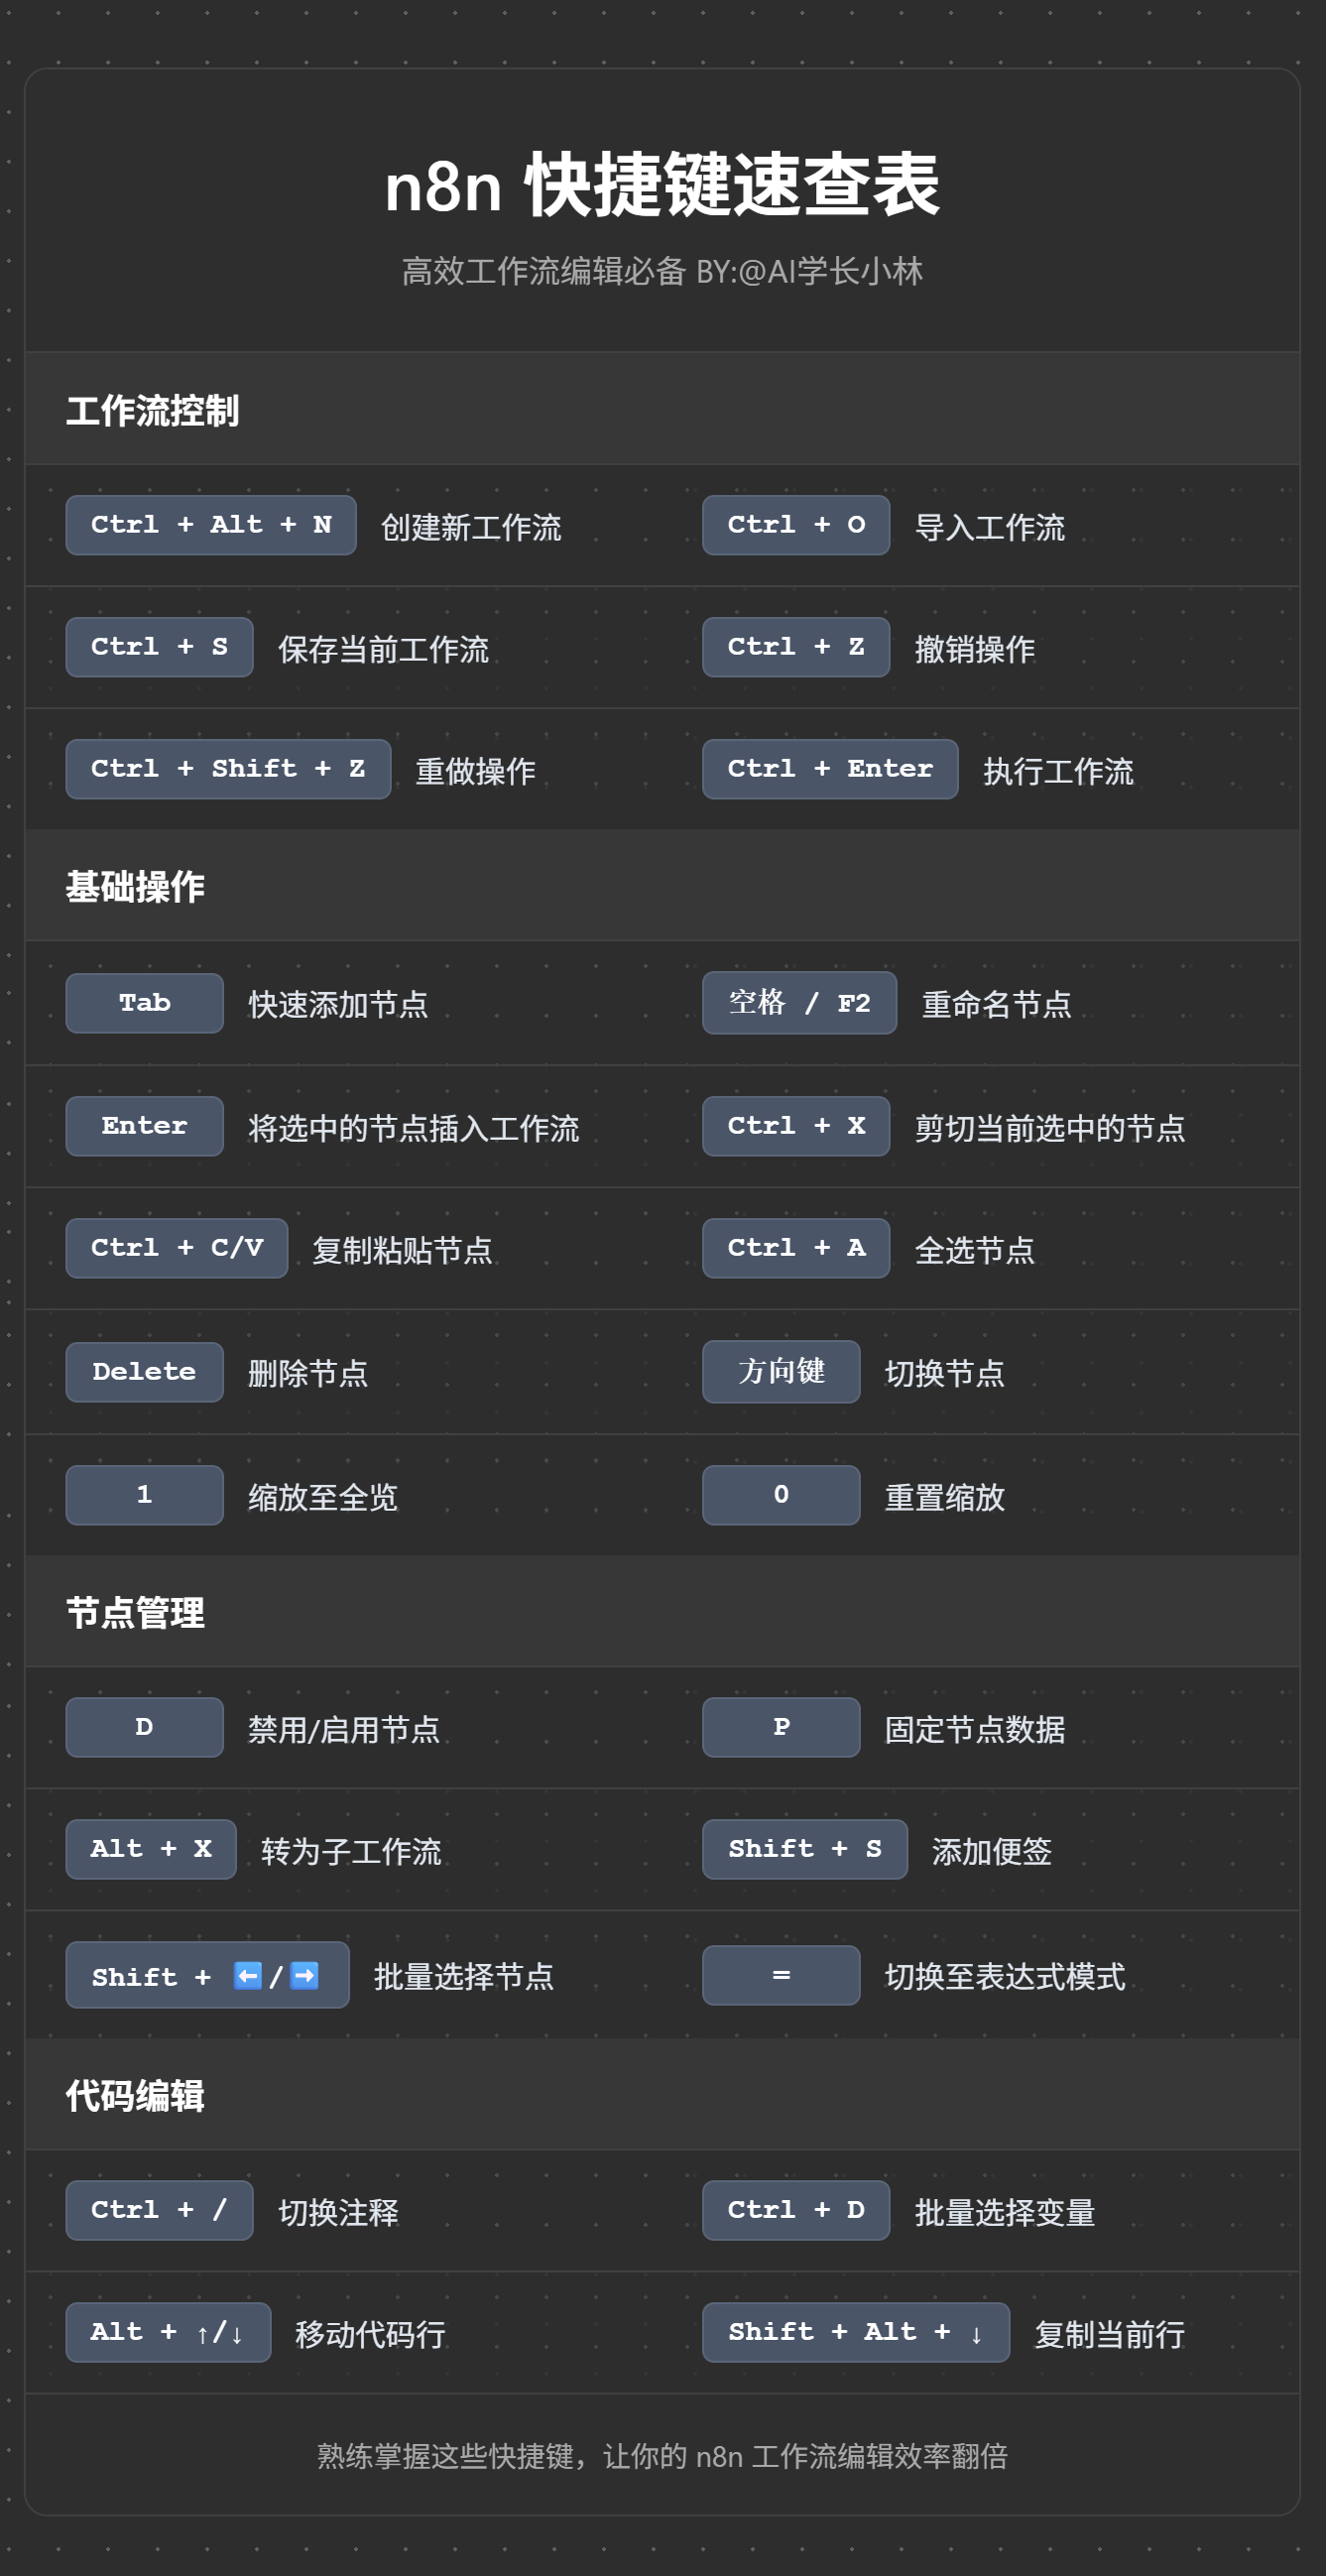 n8n 快捷键速查表
高效工作流编辑必备 BY:@AI学长小林
工作流控制
Ctrl + Alt + N 创建新工作流 Ctrl + O 导入工作流
Ctrl + S 保存当前工作流 Ctrl + Z 撤销操作
Ctrl + Shift + Z 重做操作 Ctrl + Enter 执行工作流
基础操作
Tab 快速添加节点 空格 / F2 重命名节点
Enter 将选中的节点插入工作流 Ctrl + X 剪切当前选中的节点
Ctrl + C/V 复制粘贴节点 Ctrl + A 全选节点
Delete 删除节点 方向键 切换节点
1 缩放至全览 0 重置缩放
节点管理
D 禁用/启用节点 P 固定节点数据
Alt + X 转为子工作流 Shift + S 添加便签
Shift + ⬅️/➡️ 批量选择节点 = 切换至表达式模式
代码编辑
Ctrl + / 切换注释 Ctrl + D 批量选择变量
Alt + ↑/↓ 移动代码行 Shift + Alt + ↓ 复制当前行
熟练掌握这些快捷键，让你的 n8n 工作流编辑效率翻倍